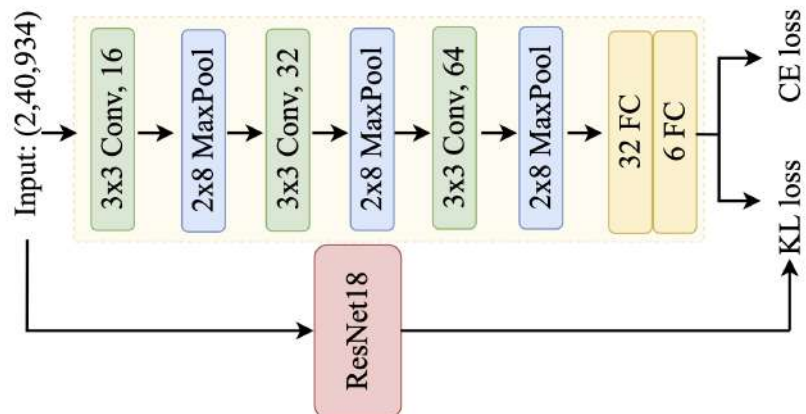 Input: (2,40,934)
3x3 Conv, 16
2x8 MaxPool
3x3 Conv, 32
2x8 MaxPool
3x3 Conv, 64
2x8 MaxPool
32 FC
6 FC
CE loss
KL loss
ResNet18